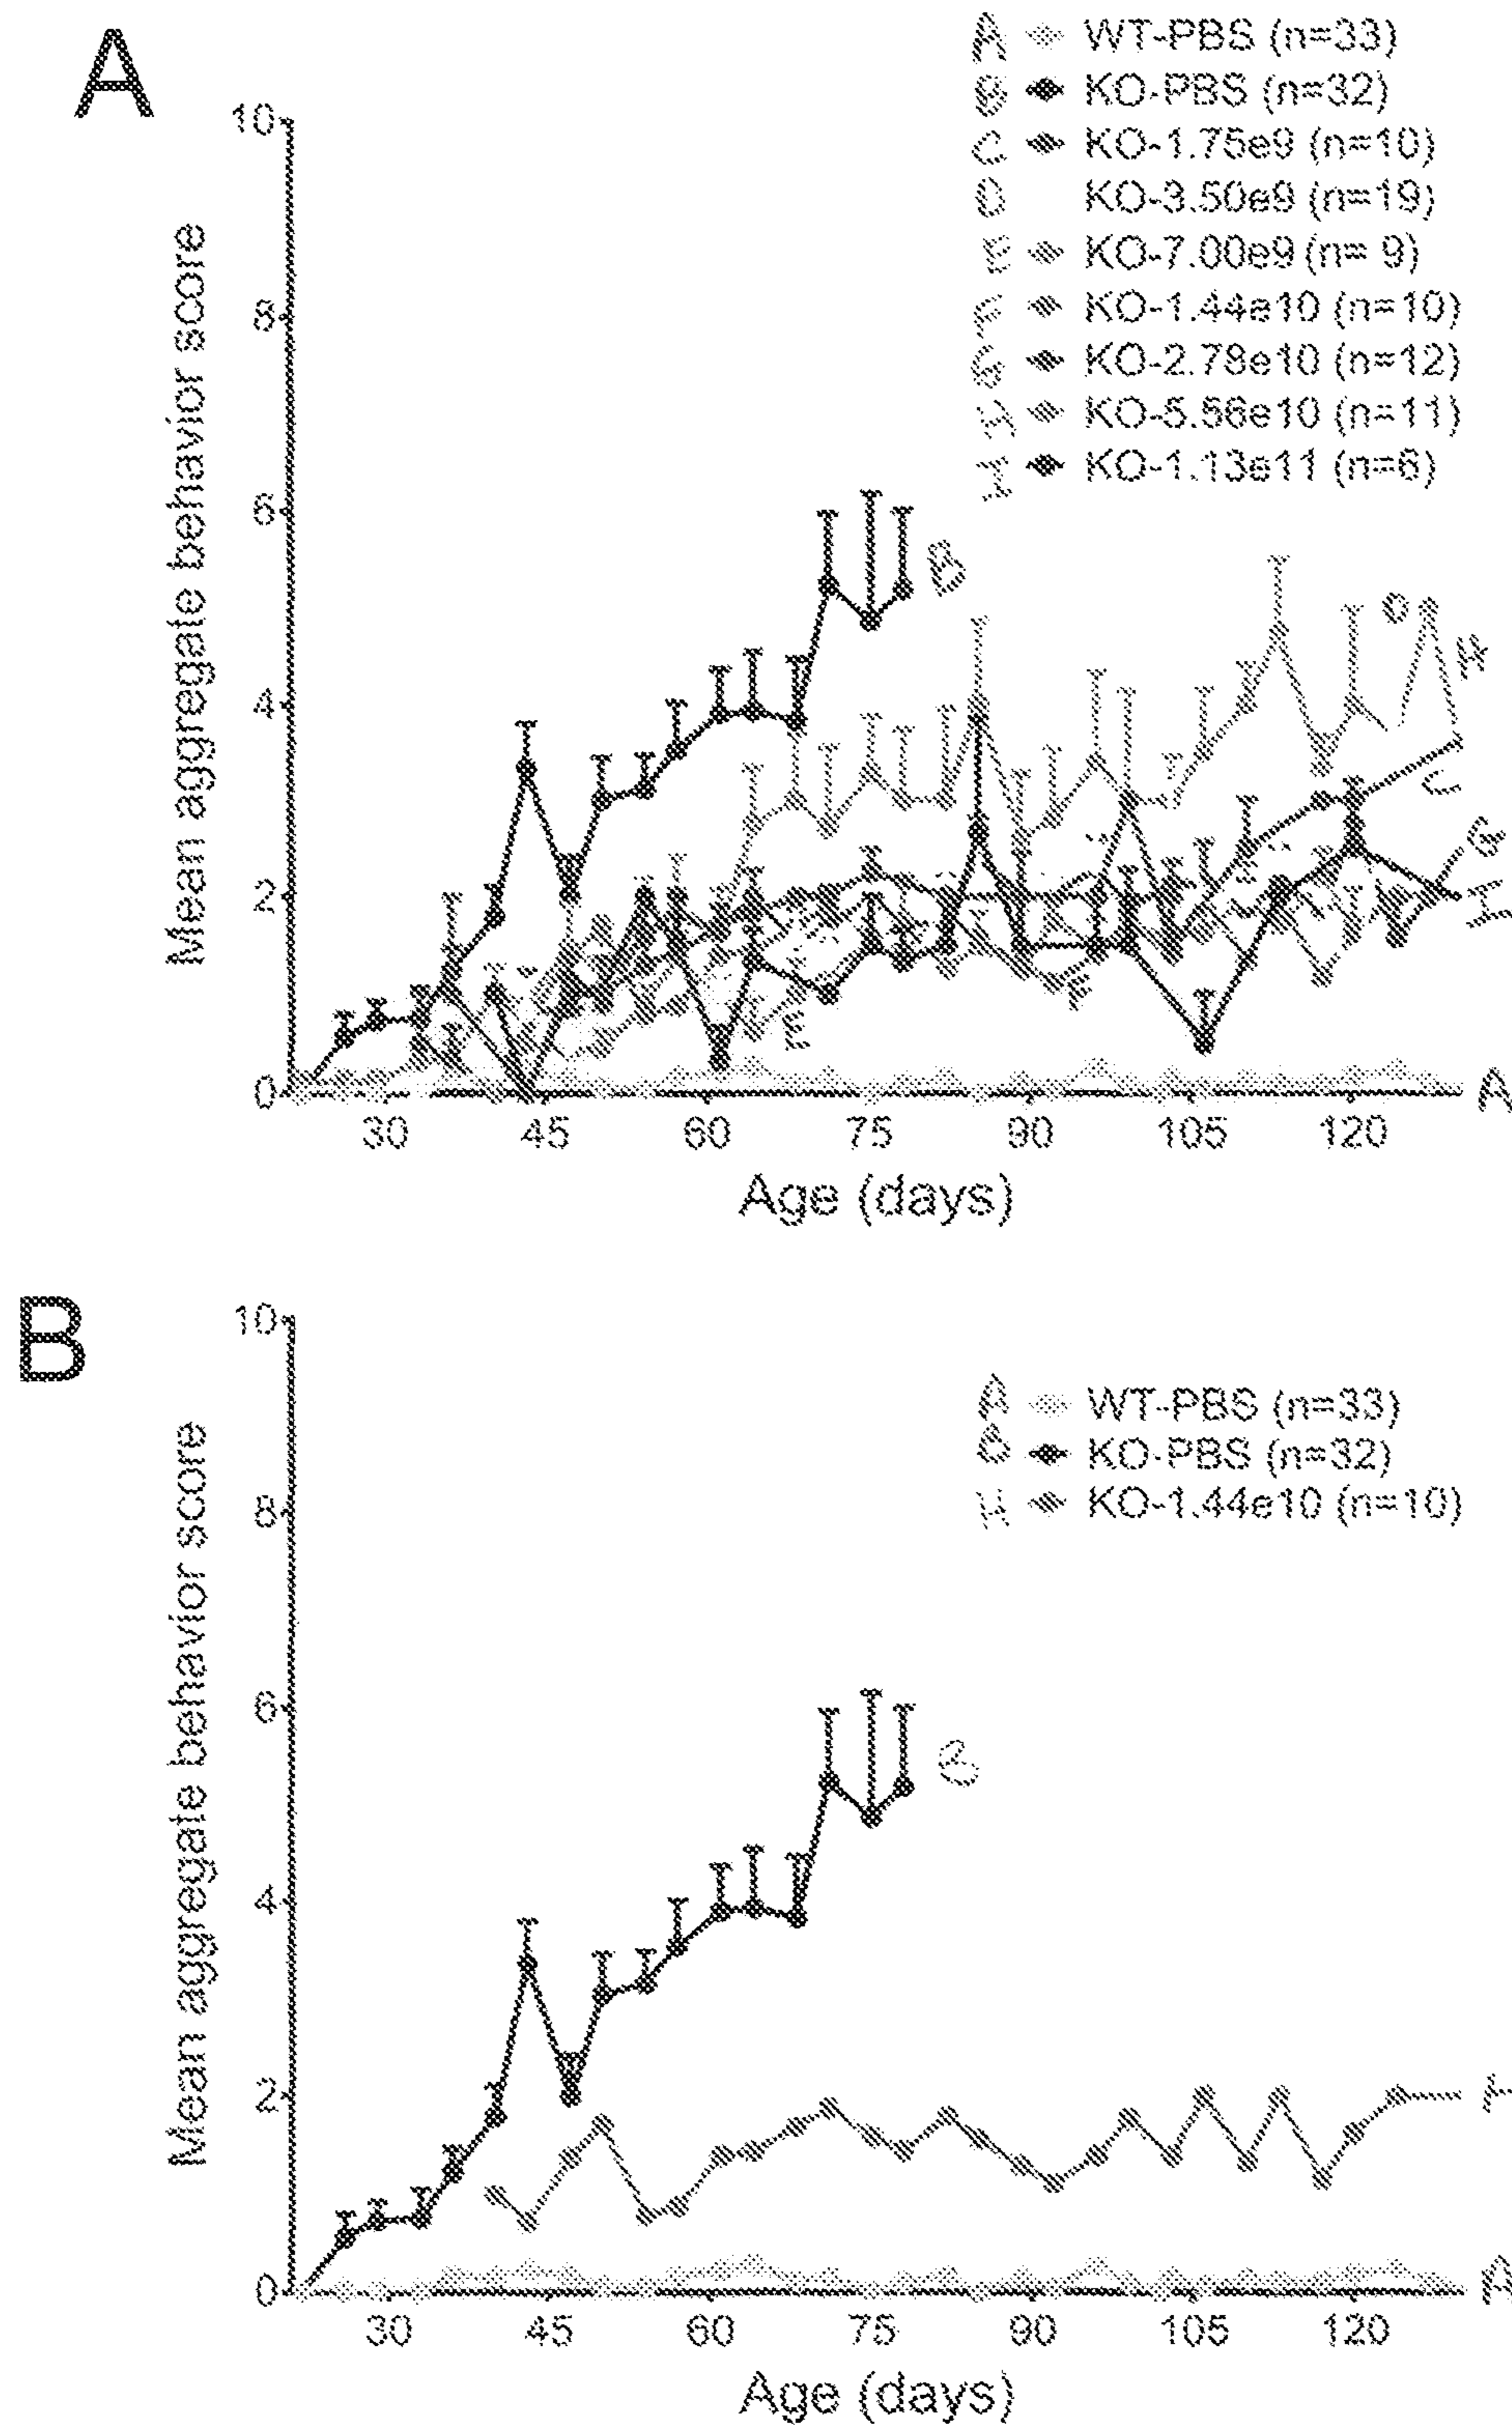 A
A WT-PBS (n=33)
B KO-PBS (n=32)
C KO-1.75e9 (n=10)
D KO-3.50e9 (n=19)
E KO-7.00e9 (n= 9)
F KO-1.44e10 (n=10)
G KO-2.78e10 (n=12)
H KO-5.56e10 (n=11)
I KO-1.13e11 (n=6)
Mean aggregate behavior score
10
8
6
4
2
0
B
D
H
C
G
I
F
E
A
30 45 60 75 90 105 120
Age (days)
B
A WT-PBS (n=33)
B KO-PBS (n=32)
H KO-1.44e10 (n=10)
Mean aggregate behavior score
10
8
6
4
2
0
B
A
30 45 60 75 90 105 120
Age (days)